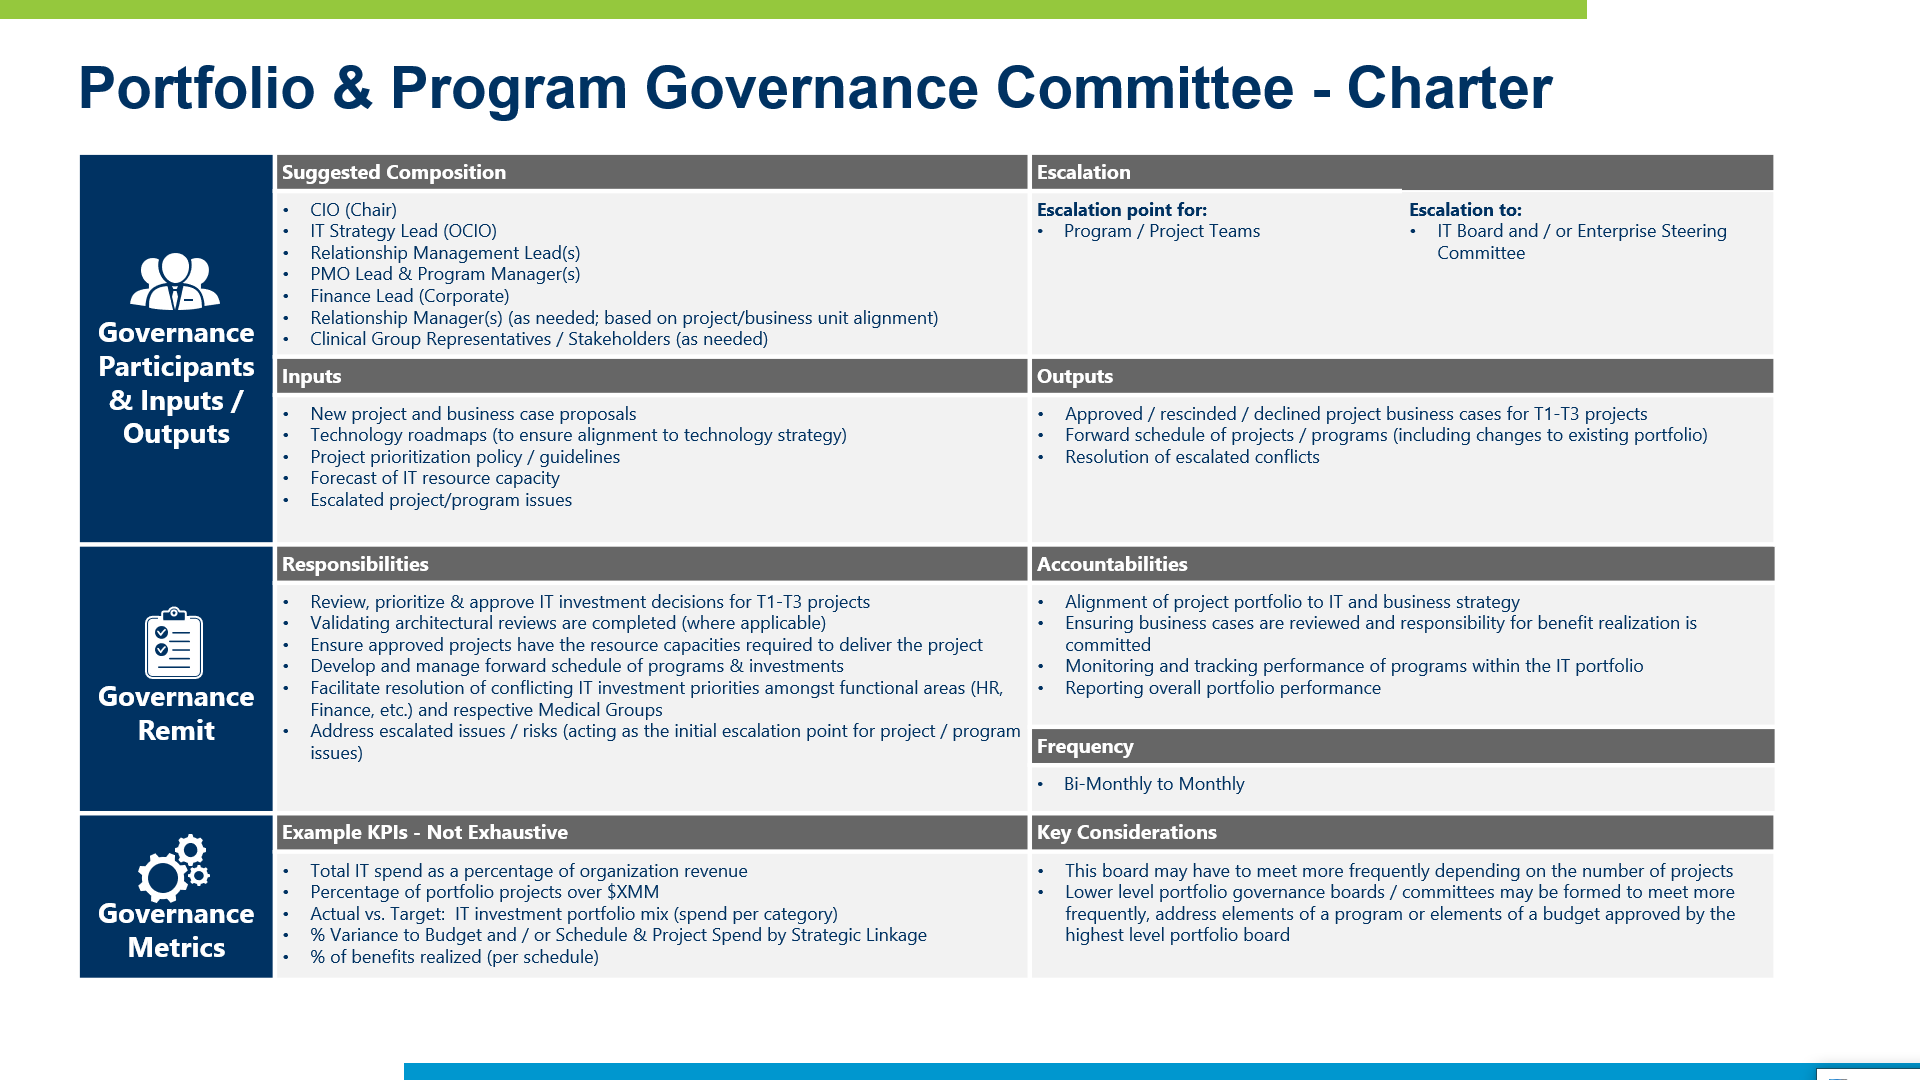 Portfolio & Program Governance Committee - Charter
Governance
Participants
& Inputs /
Outputs
Suggested Composition
• CIO (Chair)
• IT Strategy Lead (OCIO)
• Relationship Management Lead(s)
• PMO Lead & Program Manager(s)
• Finance Lead (Corporate)
• Relationship Manager(s) (as needed; based on project/business unit alignment)
• Clinical Group Representatives / Stakeholders (as needed)
Escalation
Escalation point for:
• Program / Project Teams
Escalation to:
• IT Board and / or Enterprise Steering
Committee
Inputs
• New project and business case proposals
• Technology roadmaps (to ensure alignment to technology strategy)
• Project prioritization policy / guidelines
• Forecast of IT resource capacity
• Escalated project/program issues
Outputs
• Approved / rescinded / declined project business cases for T1-T3 projects
• Forward schedule of projects / programs (including changes to existing portfolio)
• Resolution of escalated conflicts
Governance
Remit
Responsibilities
• Review, prioritize & approve IT investment decisions for T1-T3 projects
• Validating architectural reviews are completed (where applicable)
• Ensure approved projects have the resource capacities required to deliver the project
• Develop and manage forward schedule of programs & investments
• Facilitate resolution of conflicting IT investment priorities amongst functional areas (HR,
Finance, etc.) and respective Medical Groups
• Address escalated issues / risks (acting as the initial escalation point for project / program
issues)
Accountabilities
• Alignment of project portfolio to IT and business strategy
• Ensuring business cases are reviewed and responsibility for benefit realization is
committed
• Monitoring and tracking performance of programs within the IT portfolio
• Reporting overall portfolio performance
Frequency
• Bi-Monthly to Monthly
Governance
Metrics
Example KPIs - Not Exhaustive
• Total IT spend as a percentage of organization revenue
• Percentage of portfolio projects over $XMM
• Actual vs. Target:  IT investment portfolio mix (spend per category)
• % Variance to Budget and / or Schedule & Project Spend by Strategic Linkage
• % of benefits realized (per schedule)
Key Considerations
• This board may have to meet more frequently depending on the number of projects
• Lower level portfolio governance boards / committees may be formed to meet more
frequently, address elements of a program or elements of a budget approved by the
highest level portfolio board